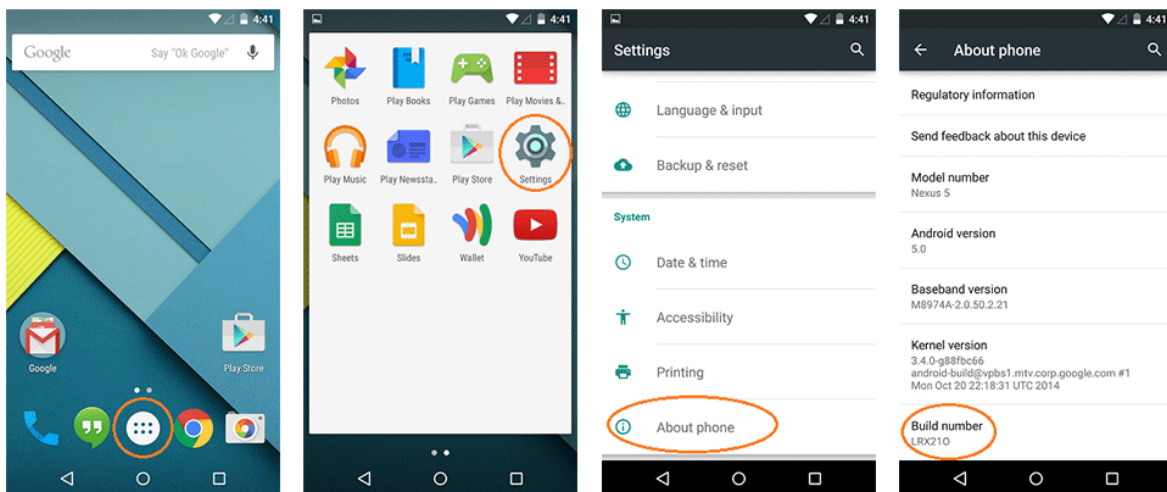 4:41
Google
Say "Ok Google"
Google
Play Store
4:41
Photos
Play Books
Play Games
Play Movies &..
Play Music
Play Newssta..
Play Store
Settings
Sheets
Slides
Wallet
YouTube
4:41
Settings
Language & input
Backup & reset
System
Date & time
Accessibility
Printing
About phone
4:41
About phone
Regulatory information
Send feedback about this device
Model number
Nexus 5
Android version
5.0
Baseband version
M8974A-2.0.50.2.21
Kernel version
3.4.0-g88fbc66
android-build@vpbs1.mtv.corp.google.com #1
Mon Oct 20 22:18:31 UTC 2014
Build number
LRX21O